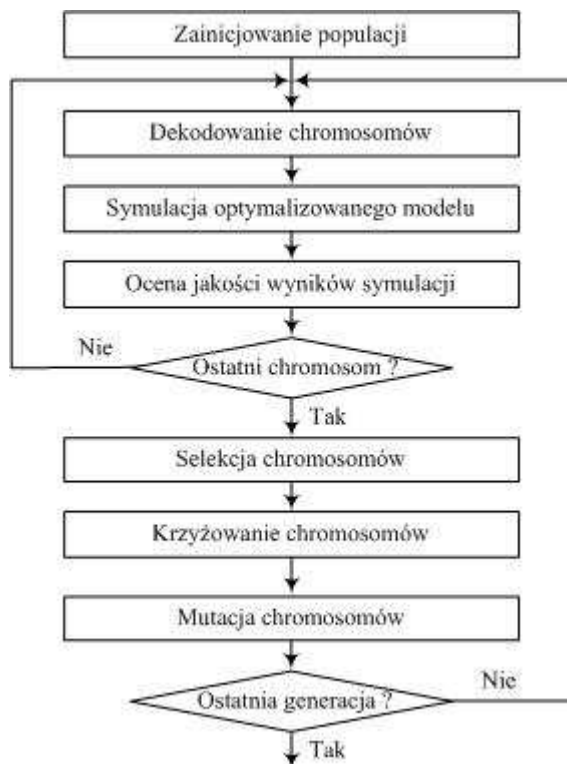 Zainicjowanie populacji
Dekodowanie chromosomów
Symulacja optymalizowanego modelu
Ocena jakości wyników symulacji
Nie
Ostatni chromosom ?
Tak
Selekcja chromosomów
Krzyżowanie chromosomów
Mutacja chromosomów
Ostatnia generacja ?
Nie
Tak